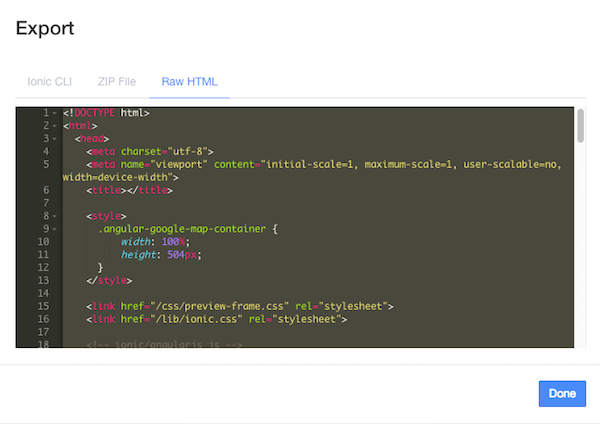 Export
Ionic CLI ZIP File Raw HTML
1 <!DOCTYPE html>
2 <html>
3 <head>
4 <meta charset="utf-8">
5 <meta name="viewport" content="initial-scale=1, maximum-scale=1, user-scalable=no,
width=device-width">
6 <title></title>
7
8 <style>
9 .angular-google-map-container {
10 width: 100%;
11 height: 504px;
12 }
13 </style>
14
15 <link href="/css/preview-frame.css" rel="stylesheet">
16 <link href="/lib/ionic.css" rel="stylesheet">
17
18 <!-- ionic/angularjs js -->
Done